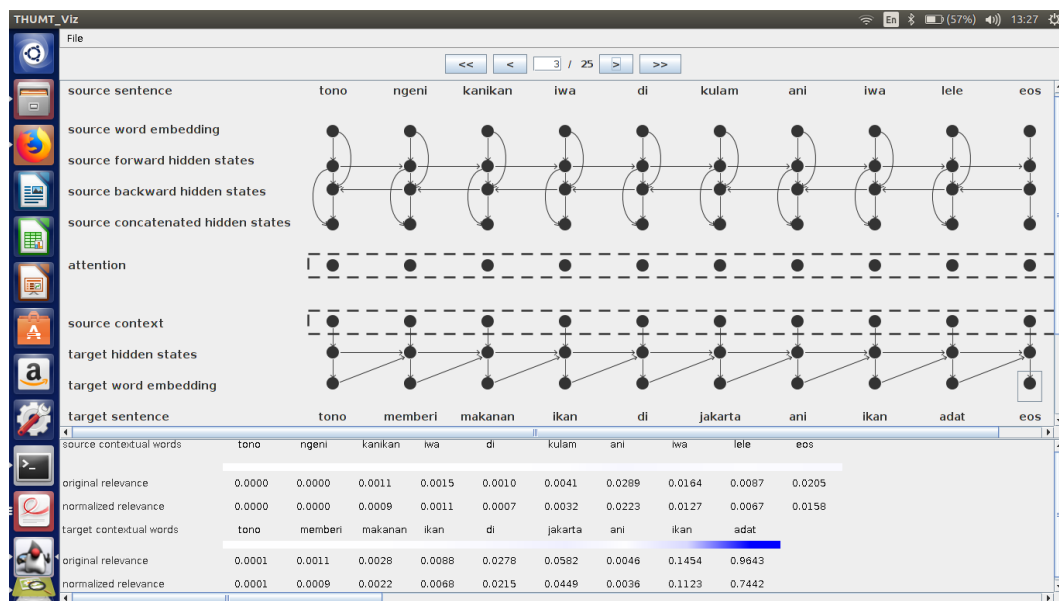 THUMT_Viz En (57%) 13:27
File
<< < 3 / 25 > >>
source sentence tono ngeni kanikan iwa di kulam ani iwa lele eos
source word embedding
source forward hidden states
source backward hidden states
source concatenated hidden states
attention
source context
target hidden states
target word embedding
target sentence tono memberi makanan ikan di jakarta ani ikan adat eos
source contextual words tono ngeni kanikan iwa di kulam ani iwa lele eos
original relevance 0.0000 0.0000 0.0011 0.0015 0.0010 0.0041 0.0289 0.0164 0.0087 0.0205
normalized relevance 0.0000 0.0000 0.0009 0.0011 0.0007 0.0032 0.0223 0.0127 0.0067 0.0158
target contextual words tono memberi makanan ikan di jakarta ani ikan adat
original relevance 0.0001 0.0011 0.0028 0.0088 0.0278 0.0582 0.0046 0.1454 0.9643
normalized relevance 0.0001 0.0009 0.0022 0.0068 0.0215 0.0449 0.0036 0.1123 0.7442